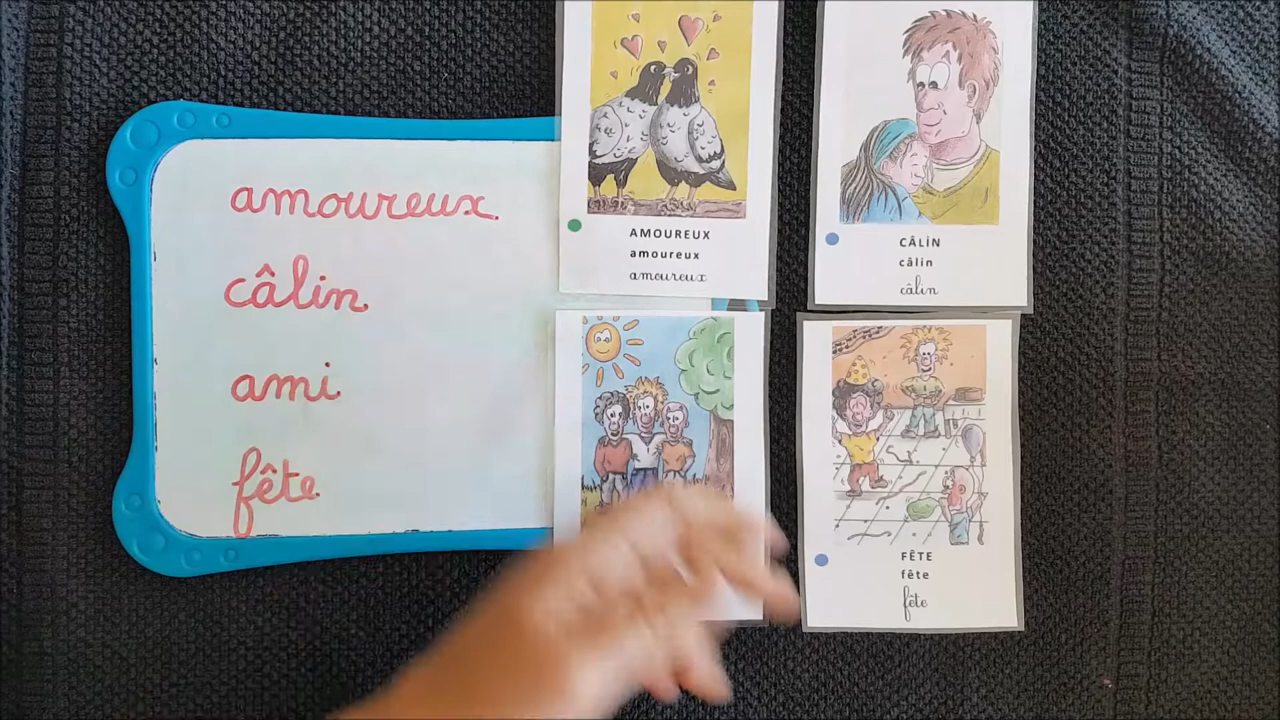 amoureux
câlin
ami
fête
AMOUREUX
amoureux
amoureux
CÂLIN
câlin
câlin
FÊTE
fête
fête